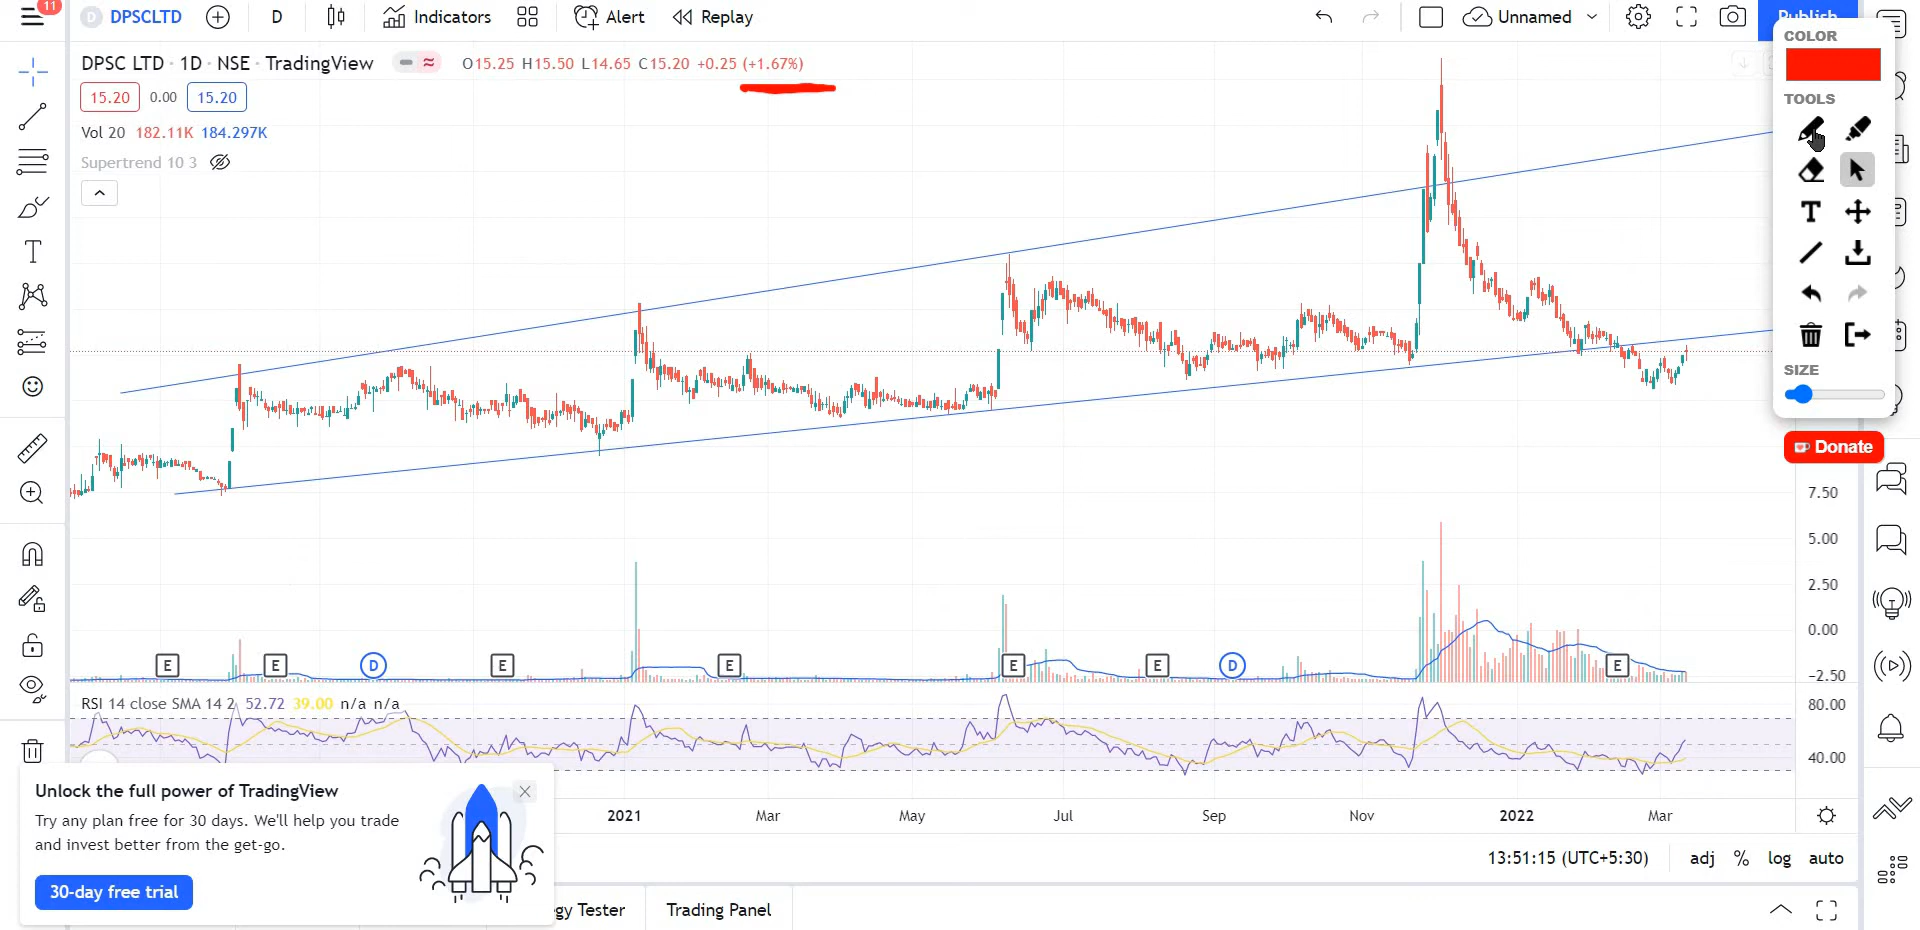 11
D DPSCLTD D Indicators Alert Replay Unnamed Publish
DPSC LTD · 1D · NSE · TradingView O15.25 H15.50 L14.65 C15.20 +0.25 (+1.67%)
15.20 0.00 15.20
Vol 20 182.11K 184.297K
Supertrend 10 3
COLOR
TOOLS
T
T
SIZE
Donate
7.50
5.00
2.50
0.00
−2.50
E E D E E E E D E
RSI 14 close SMA 14 2 52.72 39.00 n/a n/a
80.00
40.00
Unlock the full power of TradingView
Try any plan free for 30 days. We'll help you trade
and invest better from the get-go.
30-day free trial
2021 Mar May Jul Sep Nov 2022 Mar
13:51:15 (UTC+5:30) adj % log auto
gy Tester Trading Panel